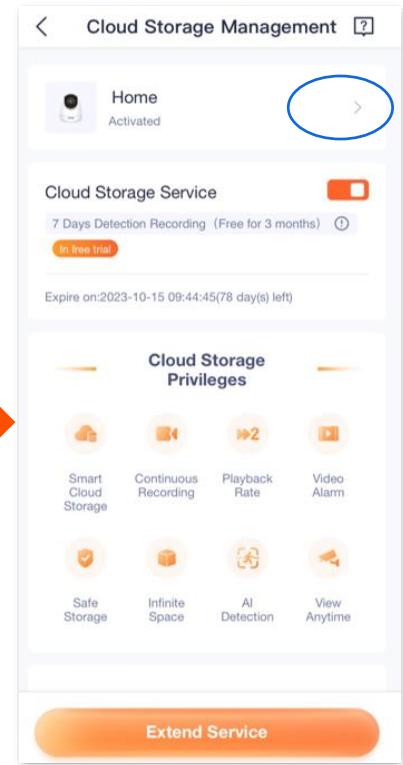 Cloud Storage Management
Home
Activated
Cloud Storage Service
7 Days Detection Recording（Free for 3 months）
In free trial
Expire on:2023-10-15 09:44:45(78 day(s) left)
Cloud Storage
Privileges
2
Smart Continuous Playback Video
Cloud Recording Rate Alarm
Storage
Safe Infinite AI View
Storage Space Detection Anytime
Extend Service